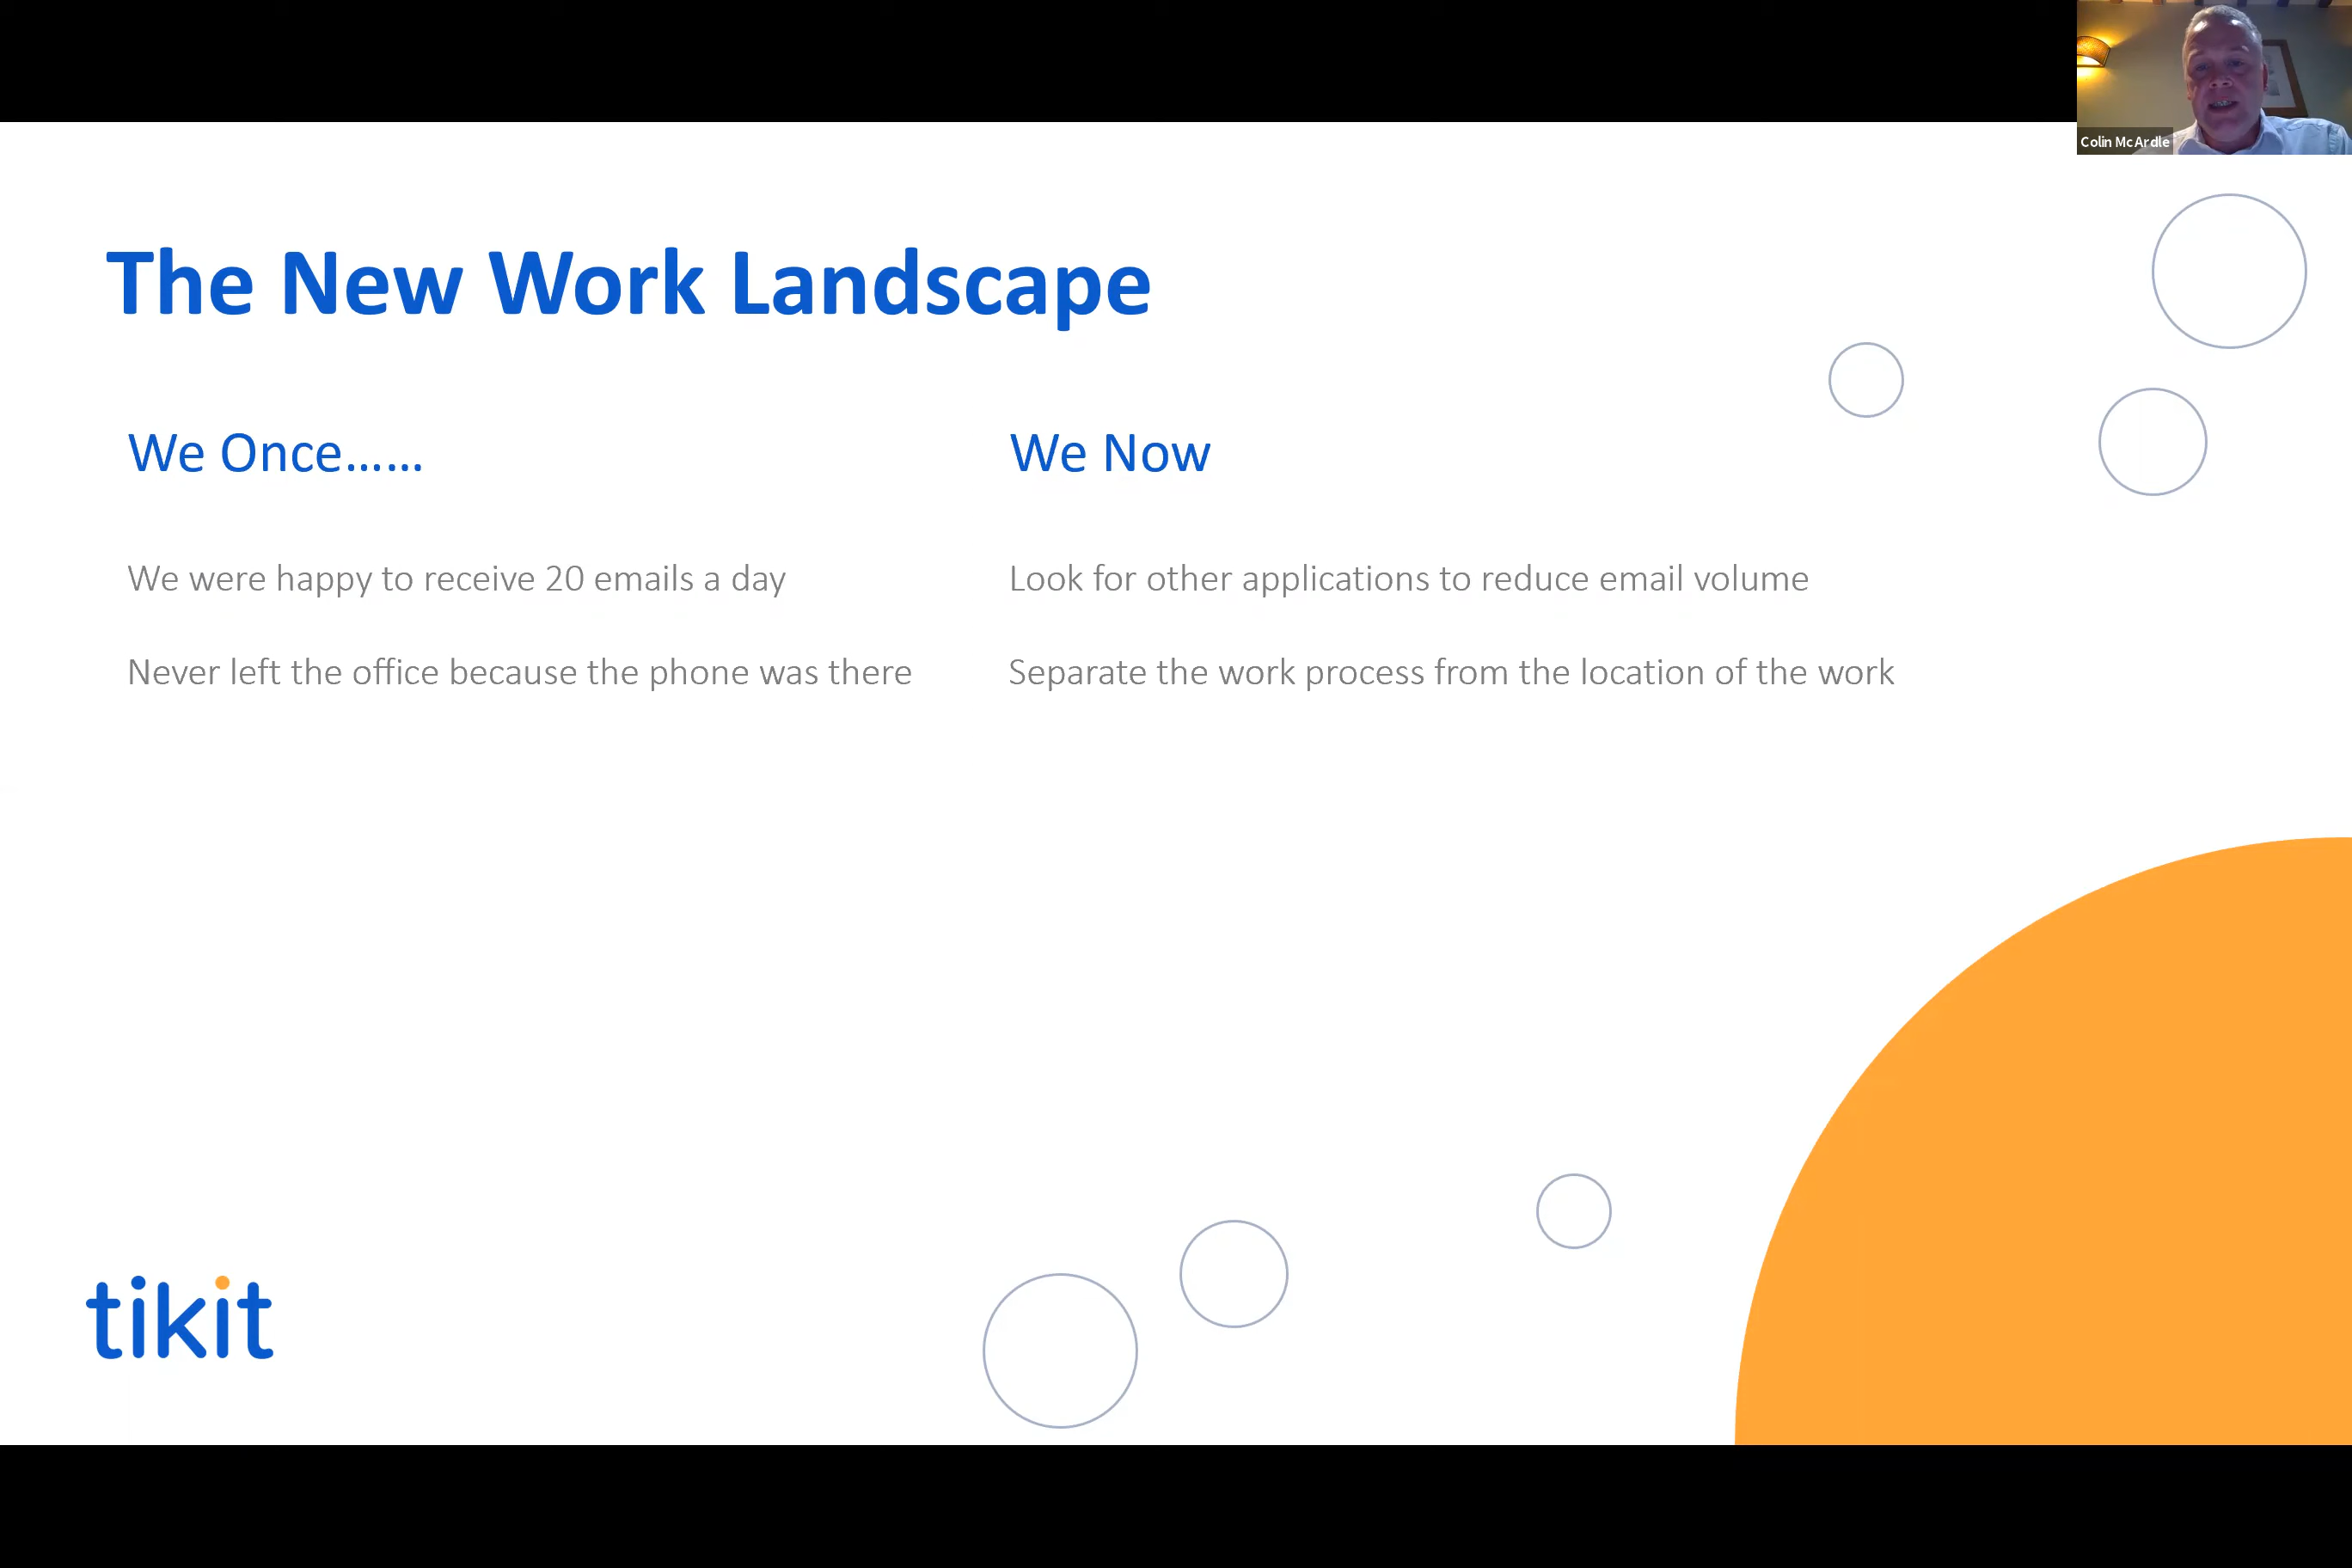 Colin McArdle
The New Work Landscape
We Once......
We Now
We were happy to receive 20 emails a day
Look for other applications to reduce email volume
Never left the office because the phone was there
Separate the work process from the location of the work
tikit